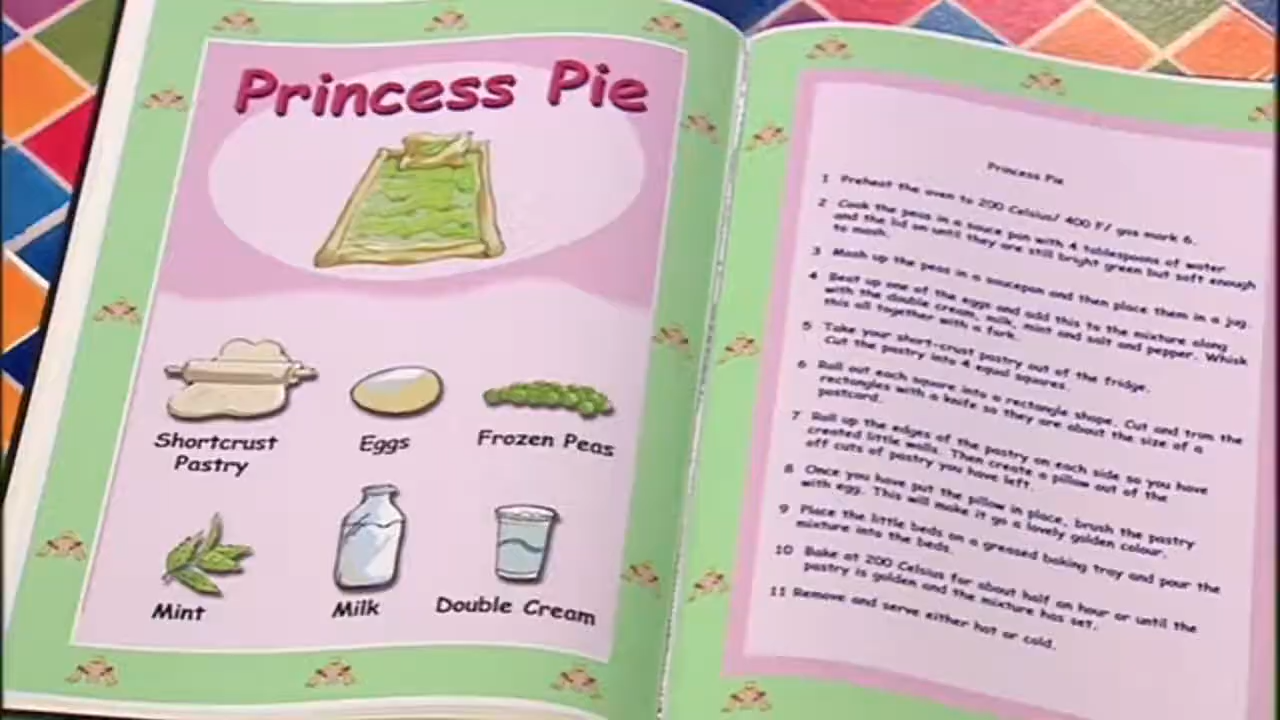 Princess Pie
Shortcrust
Pastry
Eggs
Frozen Peas
Mint
Milk
Double Cream
Princess Pie
1 Preheat the oven to 200 Celsius/ 400 F/ gas mark 6.
2 Cook the peas in a sauce pan with 4 tablespoons of water
and the lid on until they are still bright green but soft enough
to mash.
3 Mash up the peas in a saucepan and then place them in a jug.
4 Beat up one of the eggs and add this to the mixture along
with the double cream, milk, mint and salt and pepper. Whisk
this all together with a fork.
5 Take your short-crust pastry out of the fridge.
Cut the pastry into 4 equal squares.
6 Roll out each square into a rectangle shape. Cut and trim the
rectangles with a knife so they are about the size of a
postcard.
7 Roll up the edges of the pastry on each side so you have
created little walls. Then create a pillow out of the
off cuts of pastry you have left.
8 Once you have put the pillow in place, brush the pastry
with egg. This will make it go a lovely golden colour.
9 Place the little beds on a greased baking tray and pour the
mixture into the beds.
10 Bake at 200 Celsius for about half an hour or until the
pastry is golden and the mixture has set.
11 Remove and serve either hot or cold.